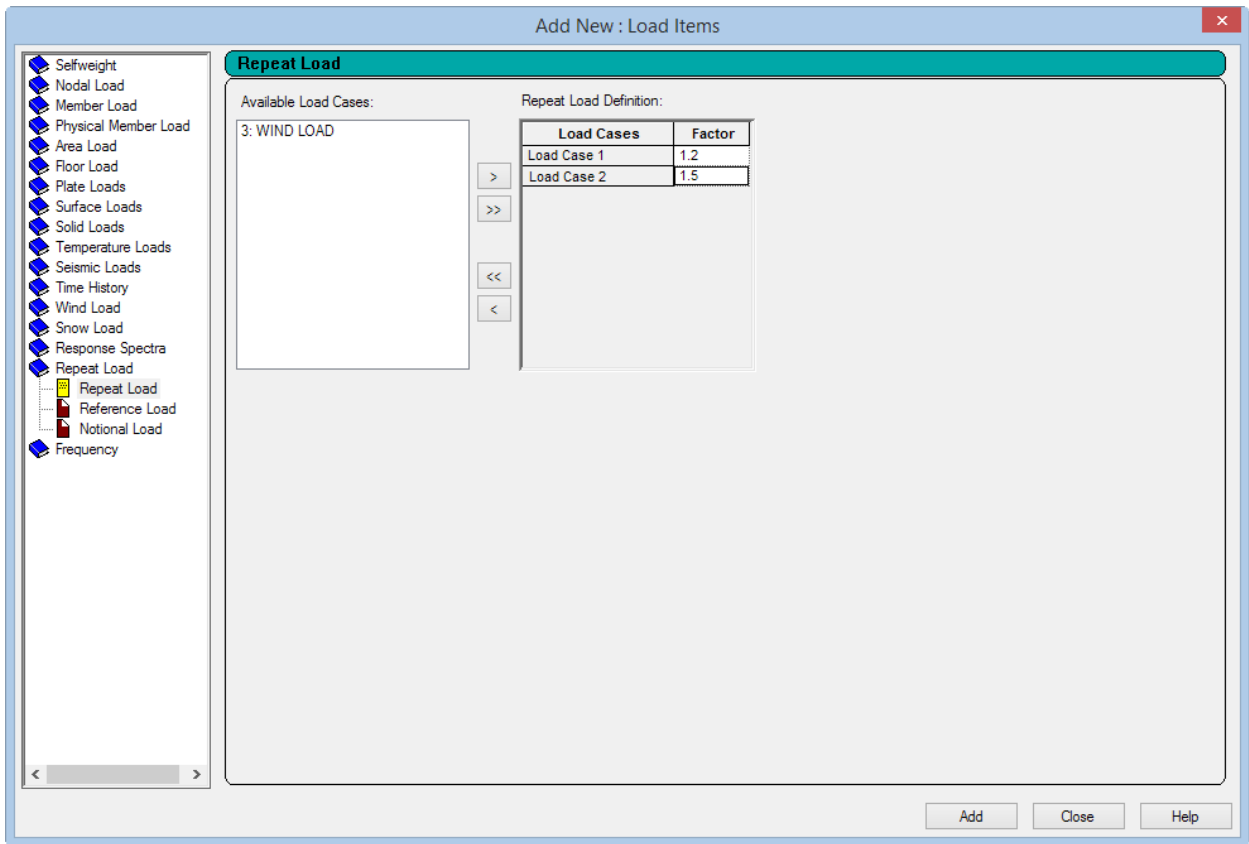 Add New : Load Items
Selfweight
Nodal Load
Member Load
Physical Member Load
Area Load
Floor Load
Plate Loads
Surface Loads
Solid Loads
Temperature Loads
Seismic Loads
Time History
Wind Load
Snow Load
Response Spectra
Repeat Load
Repeat Load
Reference Load
Notional Load
Frequency
Repeat Load
Available Load Cases:
3: WIND LOAD
>
>>
<<
<
Repeat Load Definition:
Load Cases Factor
Load Case 1 1.2
Load Case 2 1.5
Add Close Help